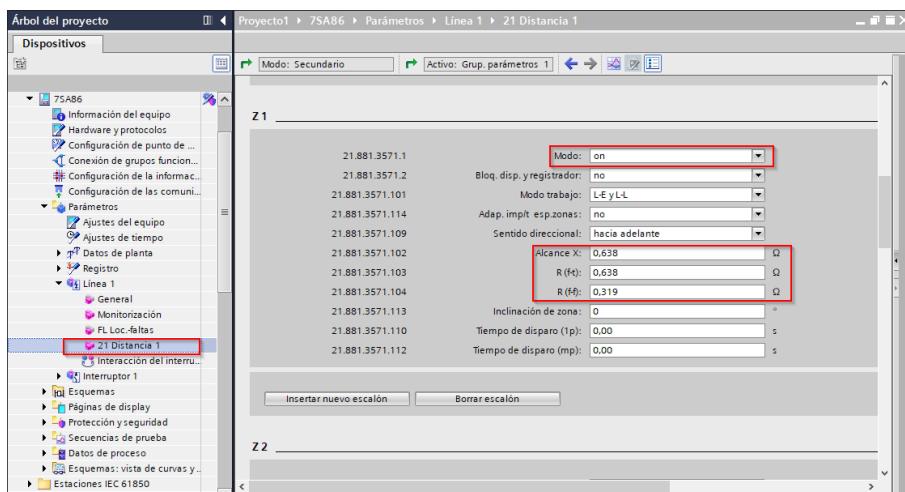 Árbol del proyecto
Proyecto1 ▸ 7SA86 ▸ Parámetros ▸ Línea 1 ▸ 21 Distancia 1
Dispositivos
Modo: Secundario
Activo: Grup. parámetros 1
7SA86
Información del equipo
Hardware y protocolos
Configuración de punto de ...
Conexión de grupos funcion...
Configuración de la informac...
Configuración de las comuni...
Parámetros
Ajustes del equipo
Ajustes de tiempo
Datos de planta
Registro
Línea 1
General
Monitorización
FL Loc.-faltas
21 Distancia 1
Interacción del interru...
Interruptor 1
Esquemas
Páginas de display
Protección y seguridad
Secuencias de prueba
Datos de proceso
Esquemas: vista de curvas y..
Estaciones IEC 61850
Z 1
21.881.3571.1 Modo: on
21.881.3571.2 Bloq. disp. y registrador: no
21.881.3571.101 Modo trabajo: L-E y L-L
21.881.3571.114 Adap. imp/t esp.zonas: no
21.881.3571.109 Sentido direccional: hacia adelante
21.881.3571.102 Alcance X: 0,638 Ω
21.881.3571.103 R (f-t): 0,638 Ω
21.881.3571.104 R (f-f): 0,319 Ω
21.881.3571.113 Inclinación de zona: 0 °
21.881.3571.110 Tiempo de disparo (1p): 0,00 s
21.881.3571.112 Tiempo de disparo (mp): 0,00 s
Insertar nuevo escalón
Borrar escalón
Z 2